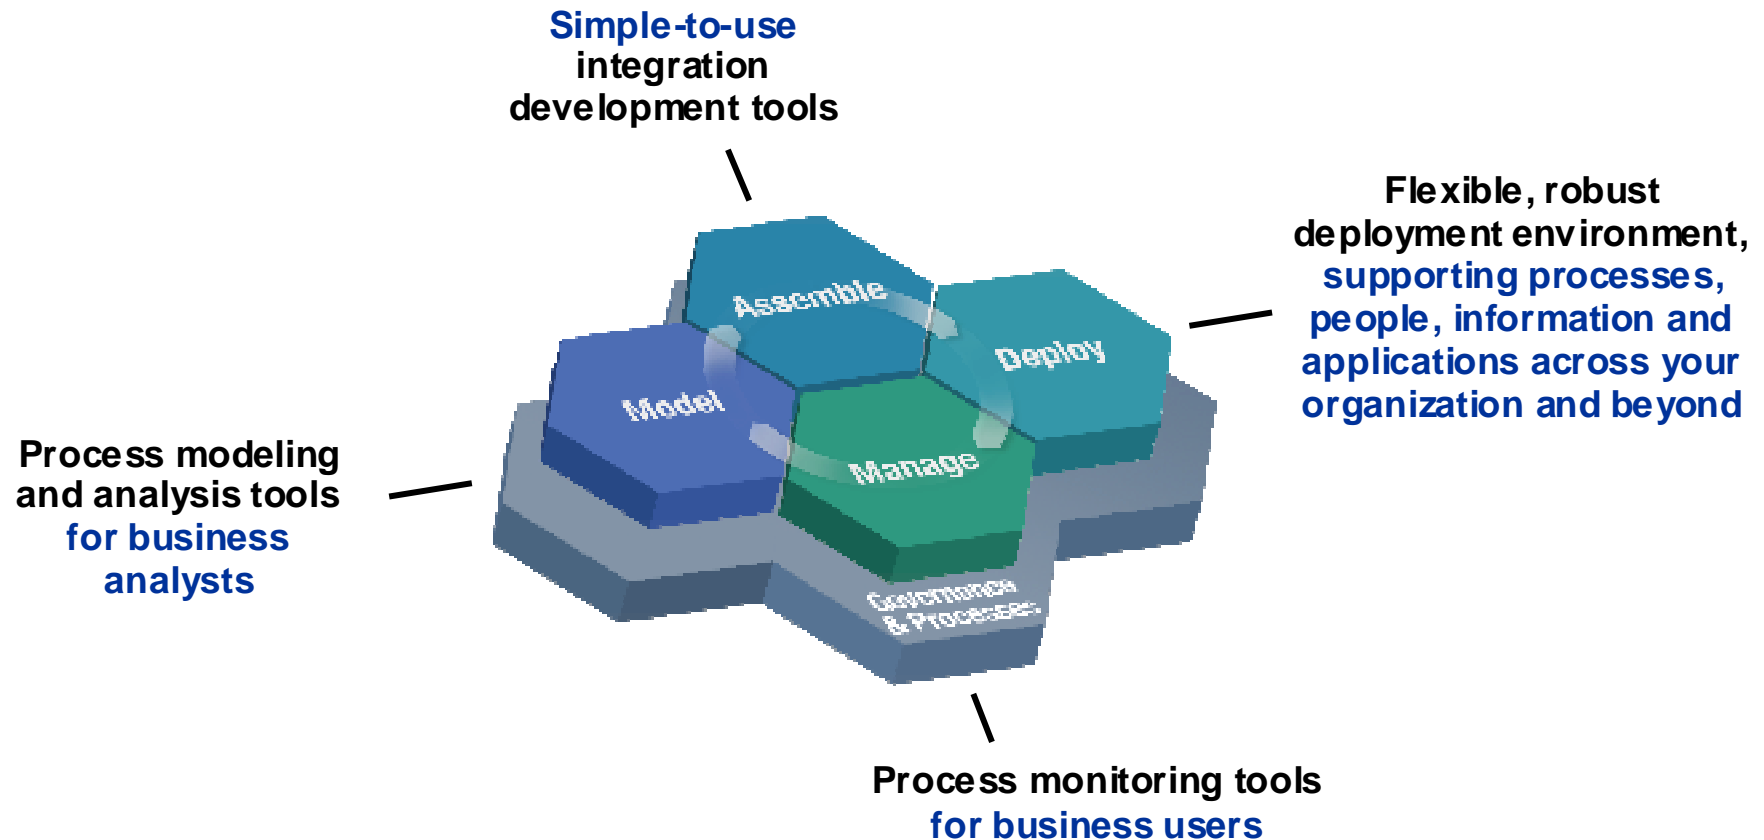 Simple-to-use
integration
development tools
Flexible, robust
deployment environment,
supporting processes,
people, information and
applications across your
organization and beyond
Assemble
Deploy
Model
Manage
Process modeling
and analysis tools
for business
analysts
Governance
& Processes
Process monitoring tools
for business users